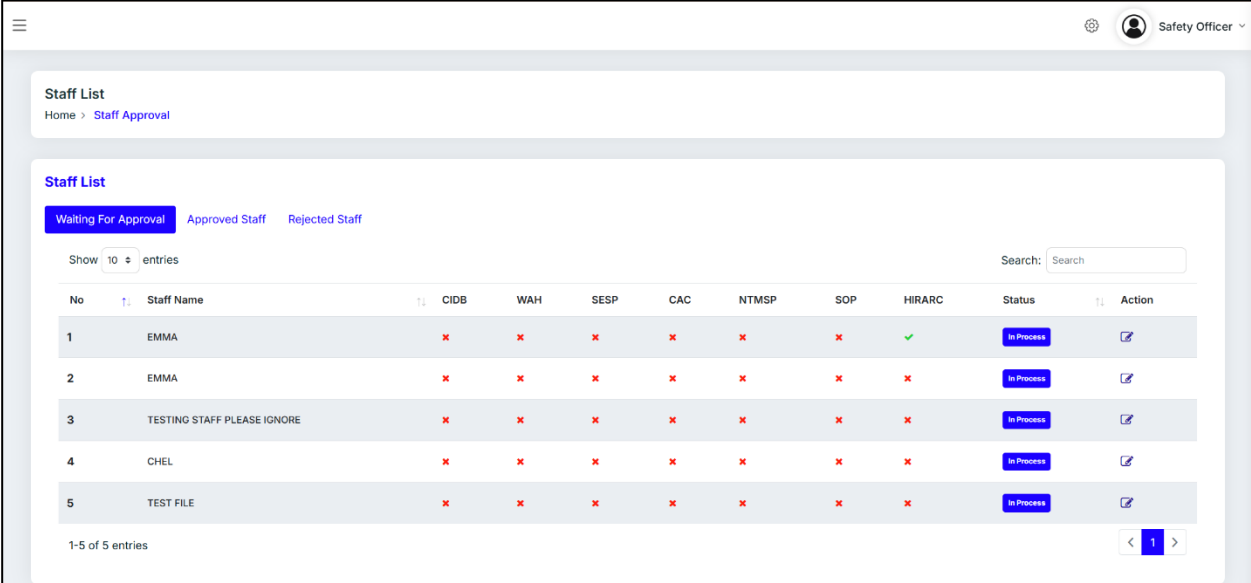 Safety Officer
Staff List
Home > Staff Approval
Staff List
Waiting For Approval Approved Staff Rejected Staff
Show 10 entries Search: Search
No Staff Name CIDB WAH SESP CAC NTMSP SOP HIRARC Status Action
1 EMMA ✖ ✖ ✖ ✖ ✖ ✖ ✔ In Process
2 EMMA ✖ ✖ ✖ ✖ ✖ ✖ ✖ In Process
3 TESTING STAFF PLEASE IGNORE ✖ ✖ ✖ ✖ ✖ ✖ ✖ In Process
4 CHEL ✖ ✖ ✖ ✖ ✖ ✖ ✖ In Process
5 TEST FILE ✖ ✖ ✖ ✖ ✖ ✖ ✖ In Process
1-5 of 5 entries < 1 >